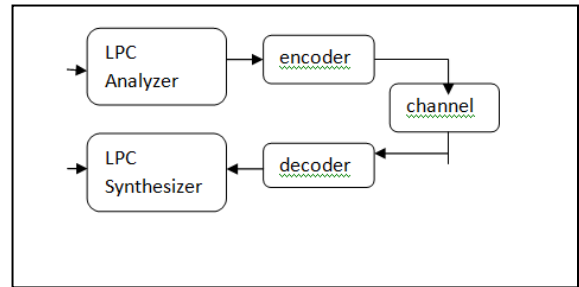 LPC
Analyzer
encoder
channel
LPC
Synthesizer
decoder